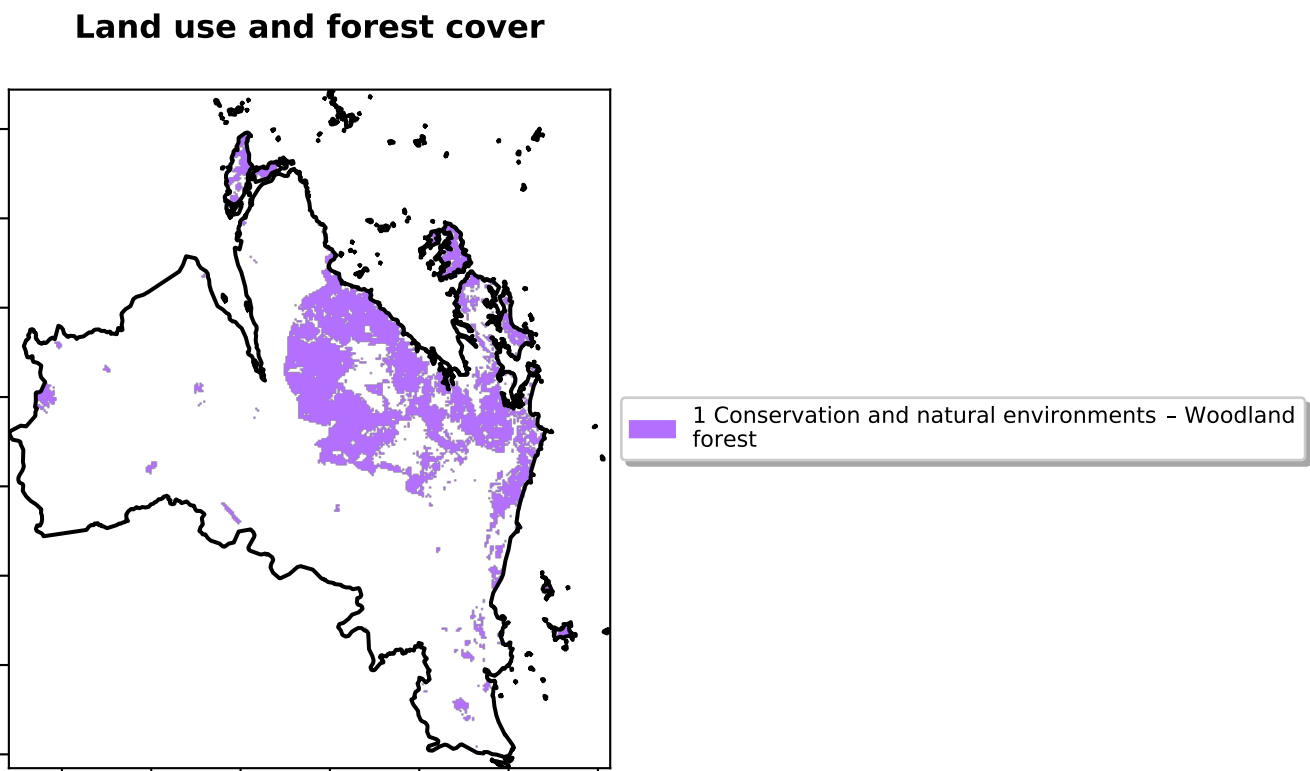 Land use and forest cover
1 Conservation and natural environments – Woodland
forest